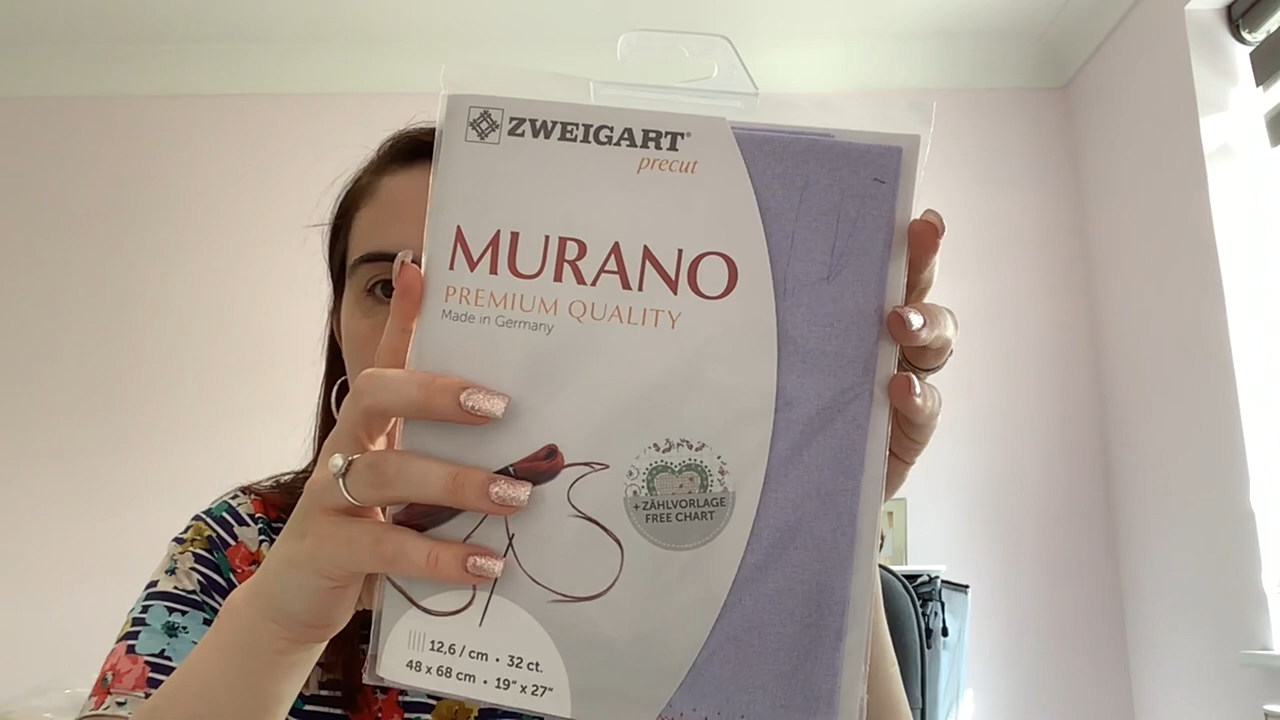 ZWEIGART®
precut
MURANO
PREMIUM QUALITY
Made in Germany
+ ZÄHLVORLAGE
FREE CHART
12,6 / cm • 32 ct.
48 x 68 cm • 19“ x 27“